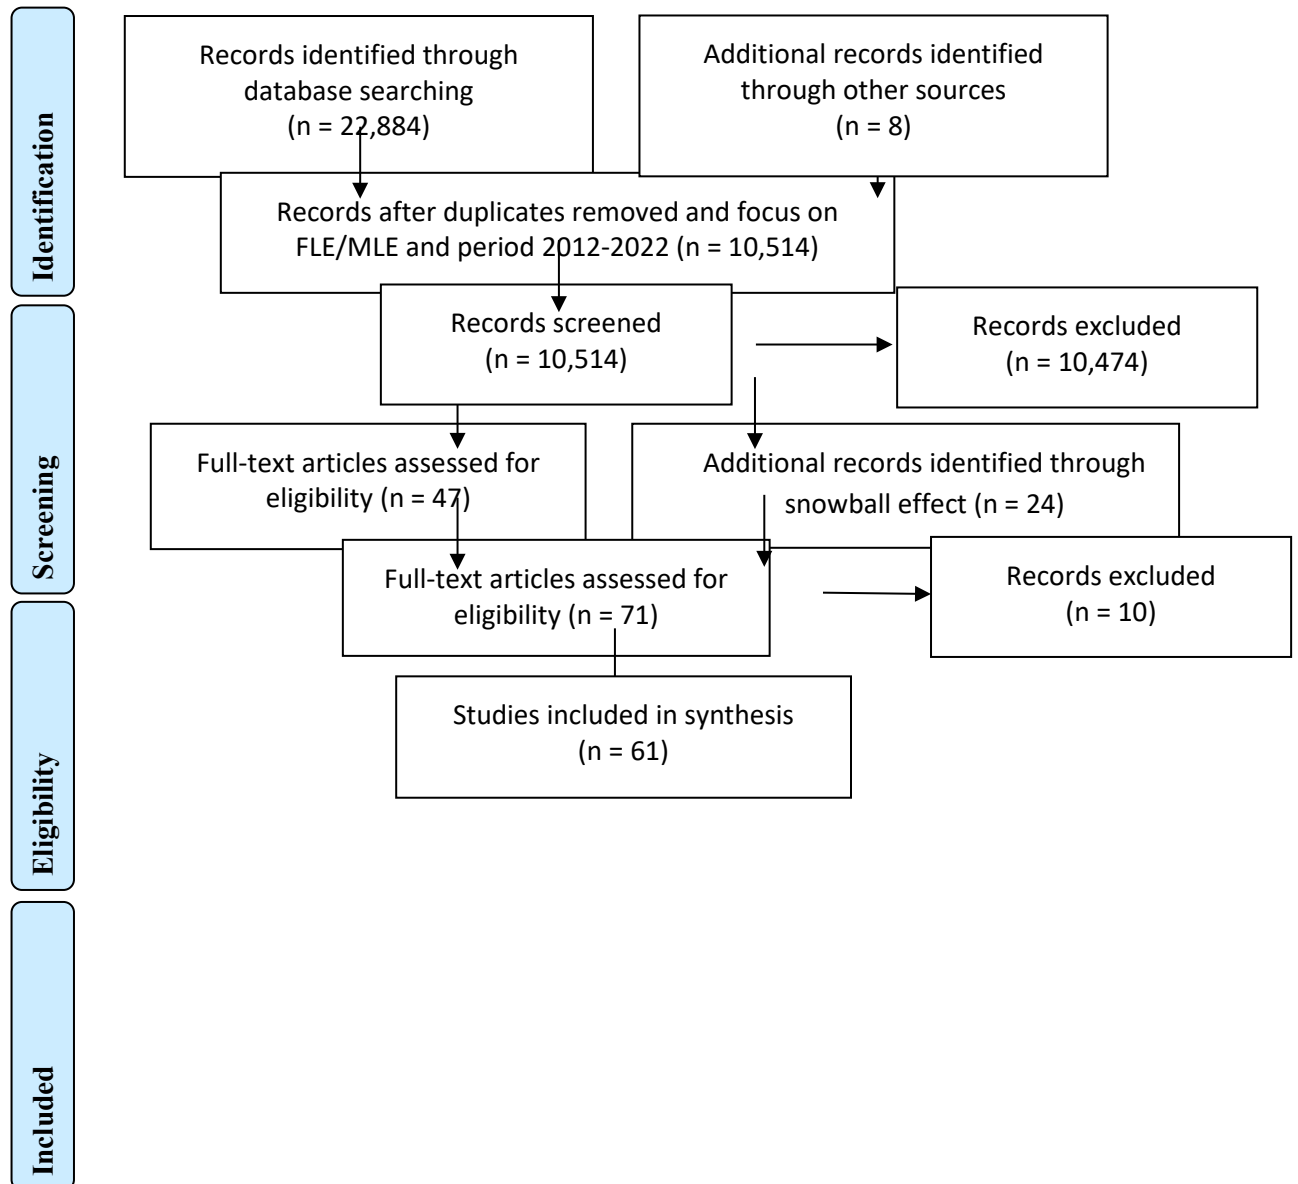 Identification
Records identified through
database searching
(n = 22,884)
Additional records identified
through other sources
(n = 8)
Records after duplicates removed and focus on
FLE/MLE and period 2012-2022 (n = 10,514)
Screening
Records screened
(n = 10,514)
Records excluded
(n = 10,474)
Full-text articles assessed for
eligibility (n = 47)
Additional records identified through
snowball effect (n = 24)
Eligibility
Full-text articles assessed for
eligibility (n = 71)
Records excluded
(n = 10)
Studies included in synthesis
(n = 61)
Included